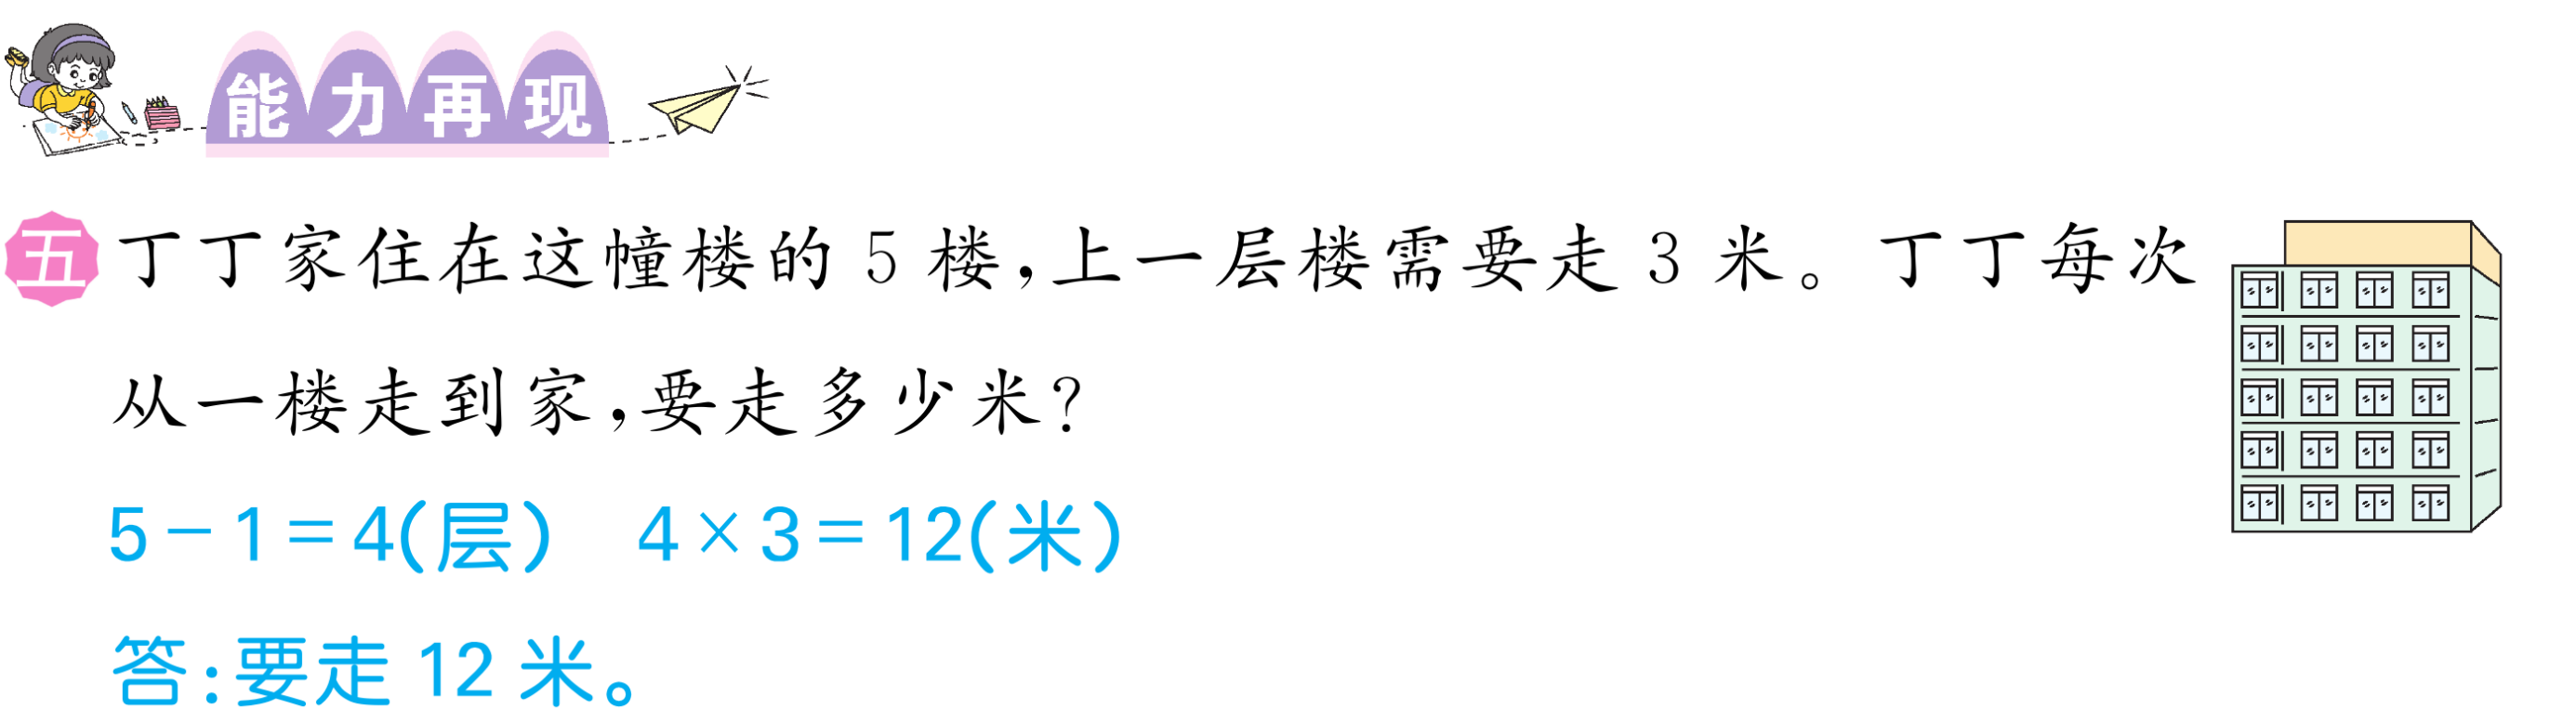 能力再现
五 丁丁家住在这幢楼的 5 楼,上一层楼需要走 3 米。丁丁每次
从一楼走到家,要走多少米?
5-1=4(层) 4×3=12(米)
答:要走 12 米。